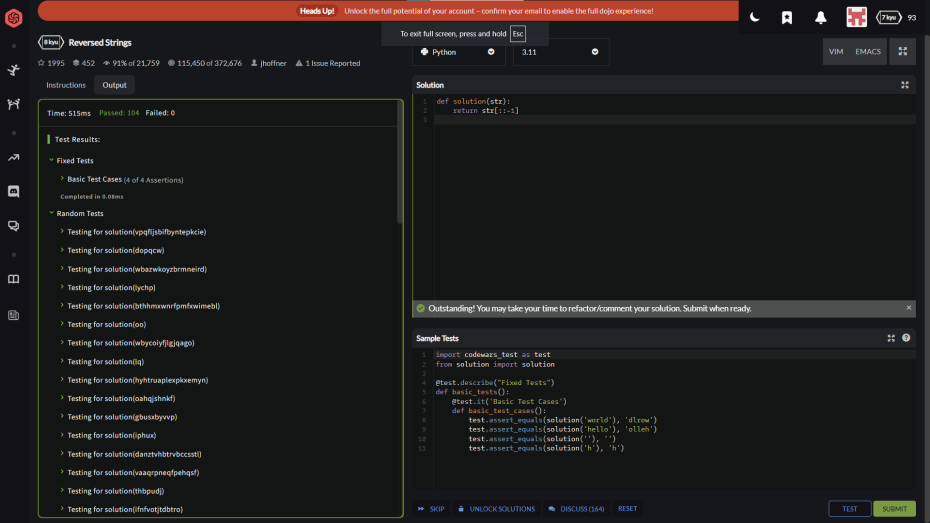 Heads Up! Unlock the full potential of your account – confirm your email to enable the full dojo experience!
7 kyu 93
To exit full screen, press and hold Esc
8 kyu Reversed Strings
1995 452 91% of 21,759 115,450 of 372,676 jhoffner 1 Issue Reported
Python 3.11 VIM EMACS
Instructions Output
Time: 515ms Passed: 104 Failed: 0
Test Results:
Fixed Tests
Basic Test Cases (4 of 4 Assertions)
Completed in 0.08ms
Random Tests
Testing for solution(vpqfljsbifbyntepkcie)
Testing for solution(dopqcw)
Testing for solution(wbazwkoyzbrmneird)
Testing for solution(lychp)
Testing for solution(bthhmxwnrfpmfxwimebl)
Testing for solution(oo)
Testing for solution(wbycoiyfjlgjqago)
Testing for solution(lq)
Testing for solution(hyhtruaplexpkxemyn)
Testing for solution(oahqjshnkf)
Testing for solution(gbusxbyvvp)
Testing for solution(iphux)
Testing for solution(danztvhbtrvbccsstl)
Testing for solution(vaaqrpneqfpehqsf)
Testing for solution(thbpudj)
Testing for solution(ifnfvotjtdbtro)
Solution
1 def solution(str):
2 return str[::-1]
3
Outstanding! You may take your time to refactor/comment your solution. Submit when ready.
Sample Tests
1 import codewars_test as test
2 from solution import solution
3
4 @test.describe("Fixed Tests")
5 def basic_tests():
6 @test.it('Basic Test Cases')
7 def basic_test_cases():
8 test.assert_equals(solution('world'), 'dlrow')
9 test.assert_equals(solution('hello'), 'olleh')
10 test.assert_equals(solution(''), '')
11 test.assert_equals(solution('h'), 'h')
SKIP UNLOCK SOLUTIONS DISCUSS (164) RESET TEST SUBMIT